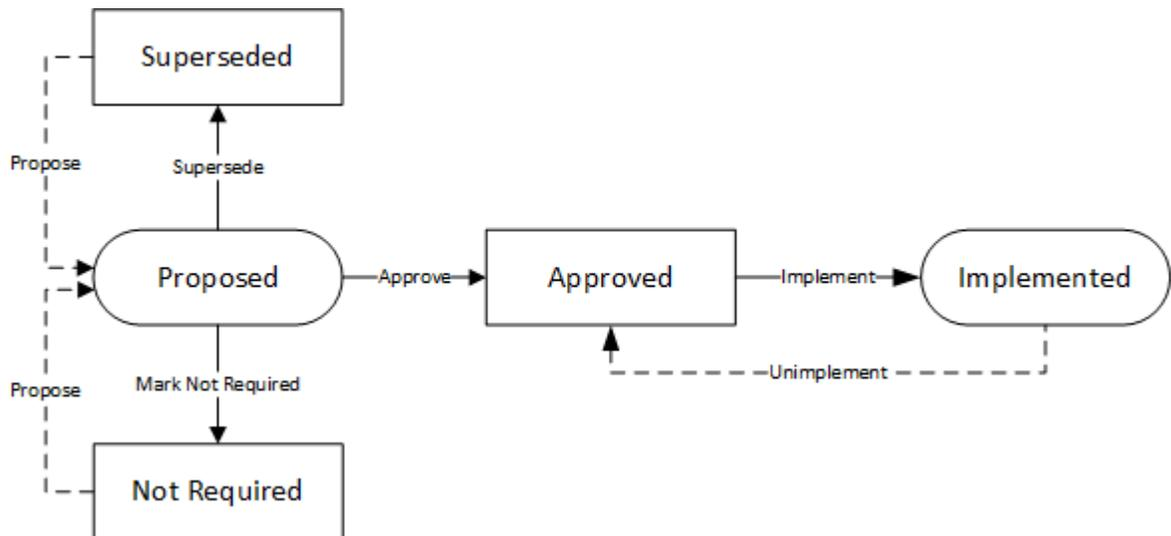 Superseded
Propose
Supersede
Proposed
Approve
Approved
Implement
Implemented
Unimplement
Mark Not Required
Propose
Not Required